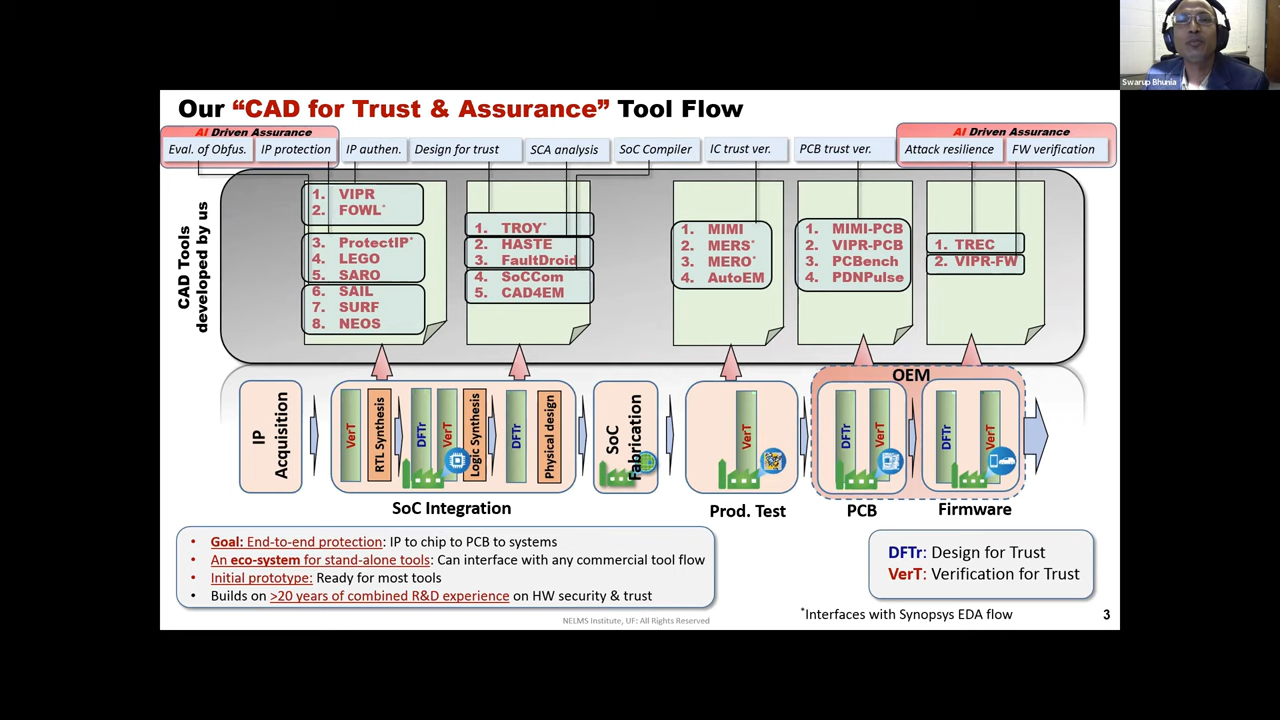 Swarup Bhunia
Our “CAD for Trust & Assurance” Tool Flow
AI Driven Assurance
AI Driven Assurance
Eval. of Obfus.
IP protection
IP authen.
Design for trust
SCA analysis
SoC Compiler
IC trust ver.
PCB trust ver.
Attack resilience
FW verification
CAD Tools
developed by us
1. VIPR
2. FOWL*
3. ProtectIP*
4. LEGO
5. SARO
6. SAIL
7. SURF
8. NEOS
1. TROY*
2. HASTE
3. FaultDroid
4. SoCCom
5. CAD4EM
1. MIMI
2. MERS*
3. MERO*
4. AutoEM
1. MIMI-PCB
2. VIPR-PCB
3. PCBench
4. PDNPulse
1. TREC
2. VIPR-FW
OEM
IP
Acquisition
VerT
RTL Synthesis
DFTr
VerT
Logic Synthesis
DFTr
Physical design
SoC
Fabrication
VerT
DFTr
VerT
DFTr
VerT
SoC Integration
Prod. Test
PCB
Firmware
• Goal: End-to-end protection: IP to chip to PCB to systems
• An eco-system for stand-alone tools: Can interface with any commercial tool flow
• Initial prototype: Ready for most tools
• Builds on >20 years of combined R&D experience on HW security & trust
DFTr: Design for Trust
VerT: Verification for Trust
*Interfaces with Synopsys EDA flow
NELMS Institute, UF: All Rights Reserved
3